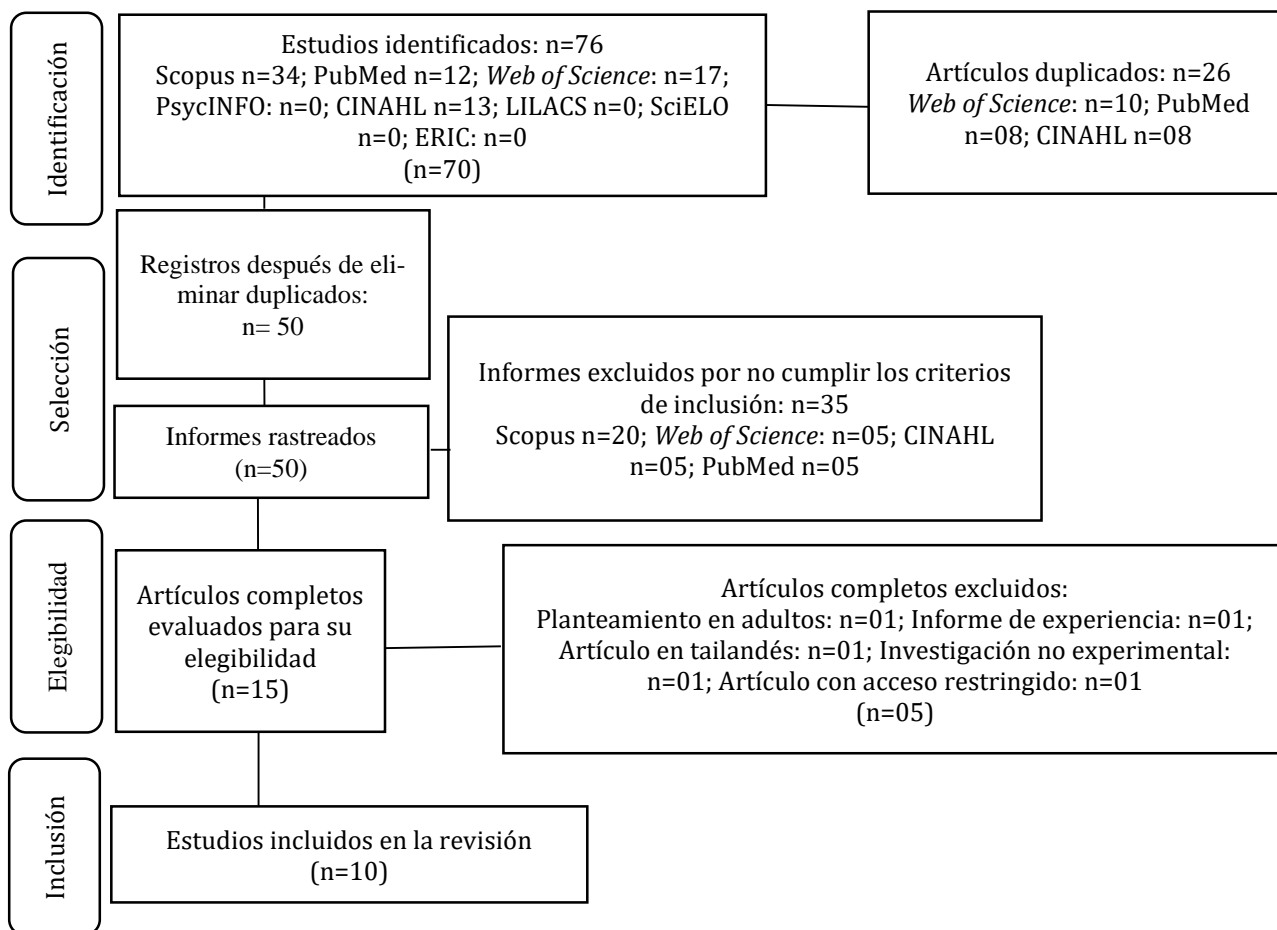 Identificación
Estudios identificados: n=76
Scopus n=34; PubMed n=12; Web of Science: n=17;
PsycINFO: n=0; CINAHL n=13; LILACS n=0; SciELO
n=0; ERIC: n=0
(n=70)
Artículos duplicados: n=26
Web of Science: n=10; PubMed
n=08; CINAHL n=08
Selección
Registros después de eli-
minar duplicados:
n= 50
Informes rastreados
(n=50)
Informes excluidos por no cumplir los criterios
de inclusión: n=35
Scopus n=20; Web of Science: n=05; CINAHL
n=05; PubMed n=05
Elegibilidad
Artículos completos
evaluados para su
elegibilidad
(n=15)
Artículos completos excluidos:
Planteamiento en adultos: n=01; Informe de experiencia: n=01;
Artículo en tailandés: n=01; Investigación no experimental:
n=01; Artículo con acceso restringido: n=01
(n=05)
Inclusión
Estudios incluidos en la revisión
(n=10)